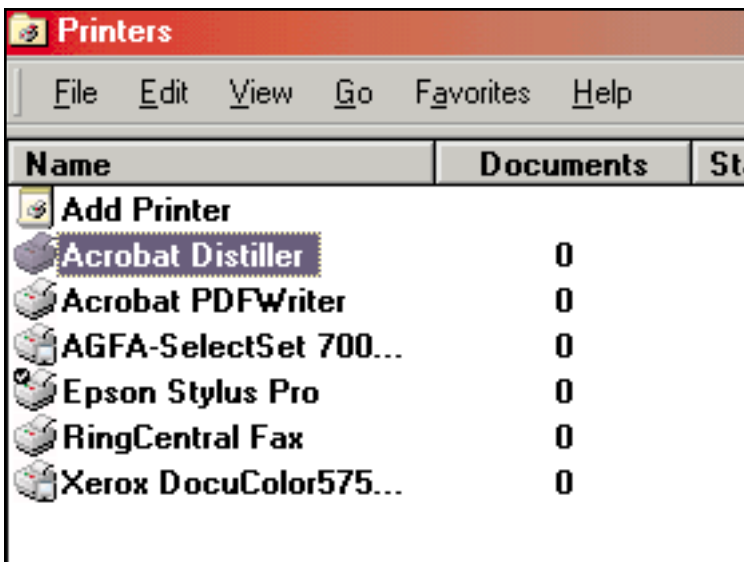 Printers
File Edit View Go Favorites Help
Name Documents Sta
Add Printer
Acrobat Distiller 0
Acrobat PDFWriter 0
AGFA-SelectSet 700... 0
Epson Stylus Pro 0
RingCentral Fax 0
Xerox DocuColor575... 0